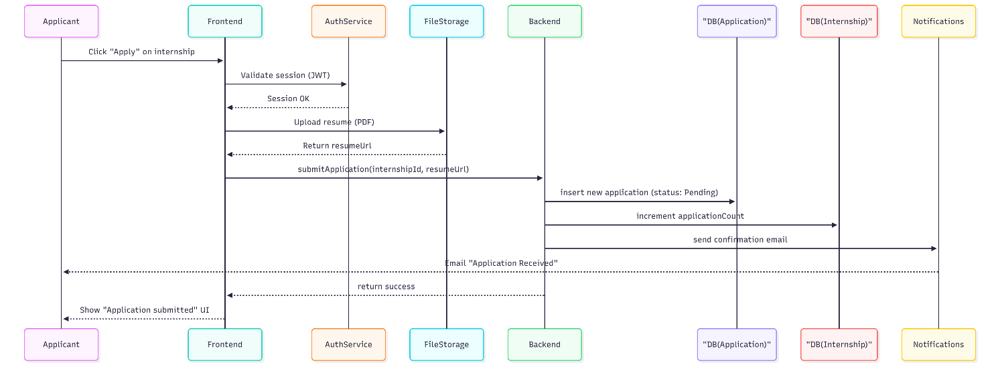 Applicant
Frontend
AuthService
FileStorage
Backend
"DB(Application)"
"DB(Internship)"
Notifications
Click "Apply" on internship
Validate session (JWT)
Session OK
Upload resume (PDF)
Return resumeUrl
submitApplication(internshipId, resumeUrl)
insert new application (status: Pending)
increment applicationCount
send confirmation email
Email "Application Received"
return success
Show "Application submitted" UI
Applicant
Frontend
AuthService
FileStorage
Backend
"DB(Application)"
"DB(Internship)"
Notifications